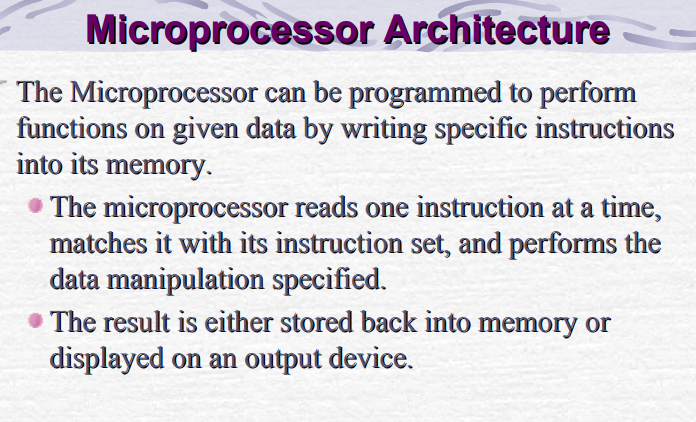 Microprocessor Architecture
The Microprocessor can be programmed to perform
functions on given data by writing specific instructions
into its memory.
The microprocessor reads one instruction at a time,
matches it with its instruction set, and performs the
data manipulation specified.
The result is either stored back into memory or
displayed on an output device.